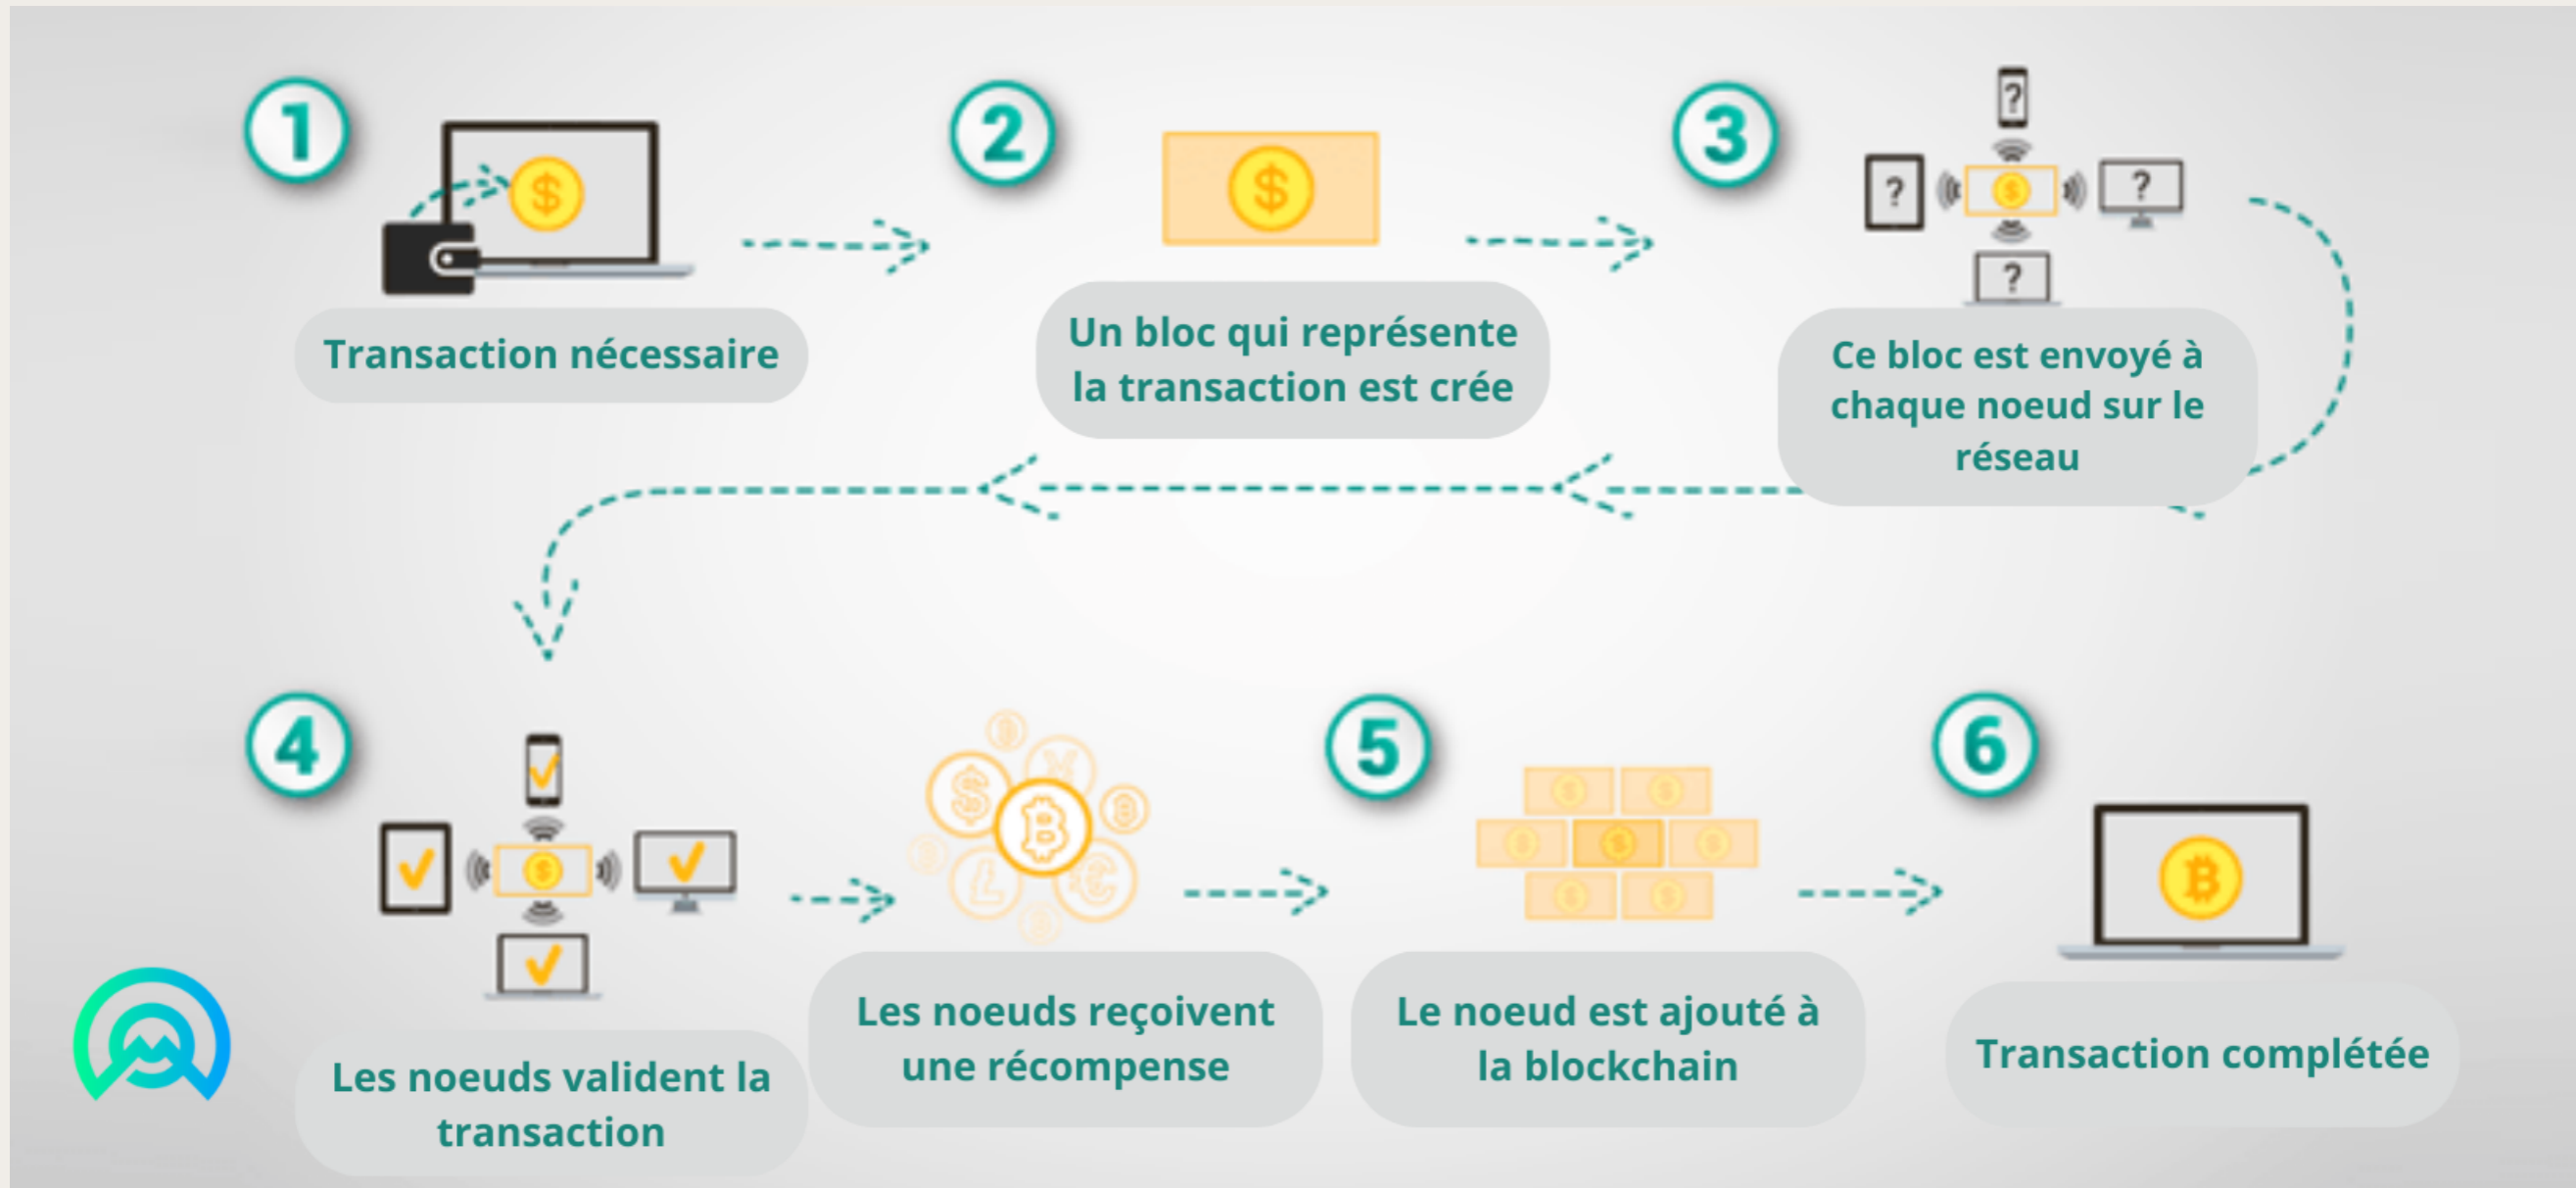 1
Transaction nécessaire
2
Un bloc qui représente
la transaction est crée
3
?
?
?
?
Ce bloc est envoyé à
chaque noeud sur le
réseau
4
Les noeuds valident la
transaction
Les noeuds reçoivent
une récompense
5
Le noeud est ajouté à
la blockchain
6
Transaction complétée